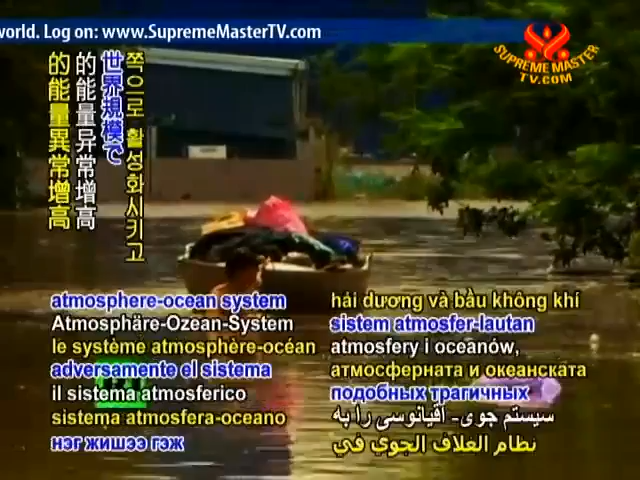 world. Log on: www.SupremeMasterTV.com
SUPREME MASTER
TV.COM
쪽으로 활성화시키고
世界規模で
的能量异常增高
的能量異常增高
atmosphere-ocean system
Atmosphäre-Ozean-System
le système atmosphère-océan
adversamente el sistema
il sistema atmosferico
sistema atmosfera-oceano
нэг жишээ гэж
hải dương và bầu không khí
sistem atmosfer-lautan
atmosfery i oceanów,
атмосферната и океанската
подобных трагичных
سیستم جوی- اقیانوسی را به
نظام الغلاف الجوي في